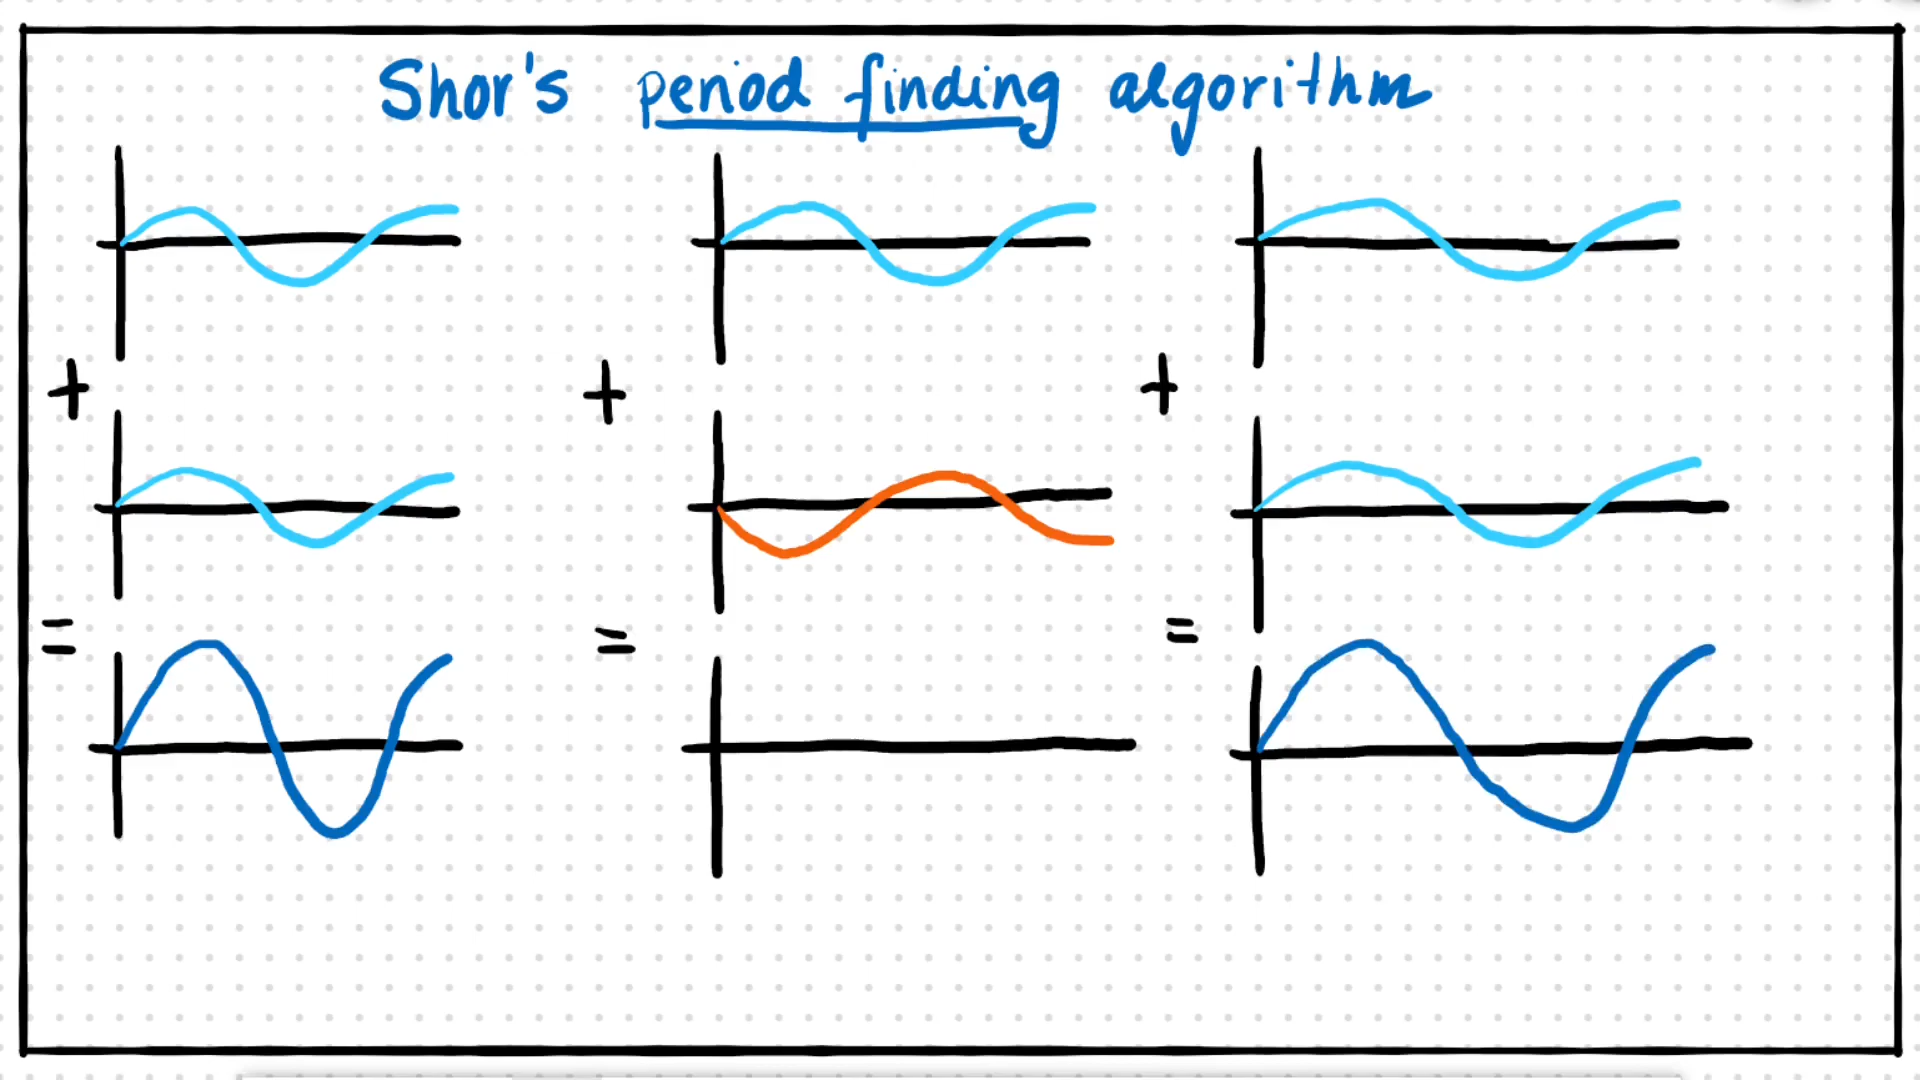 Shor's period finding algorithm
+ + +
= = =